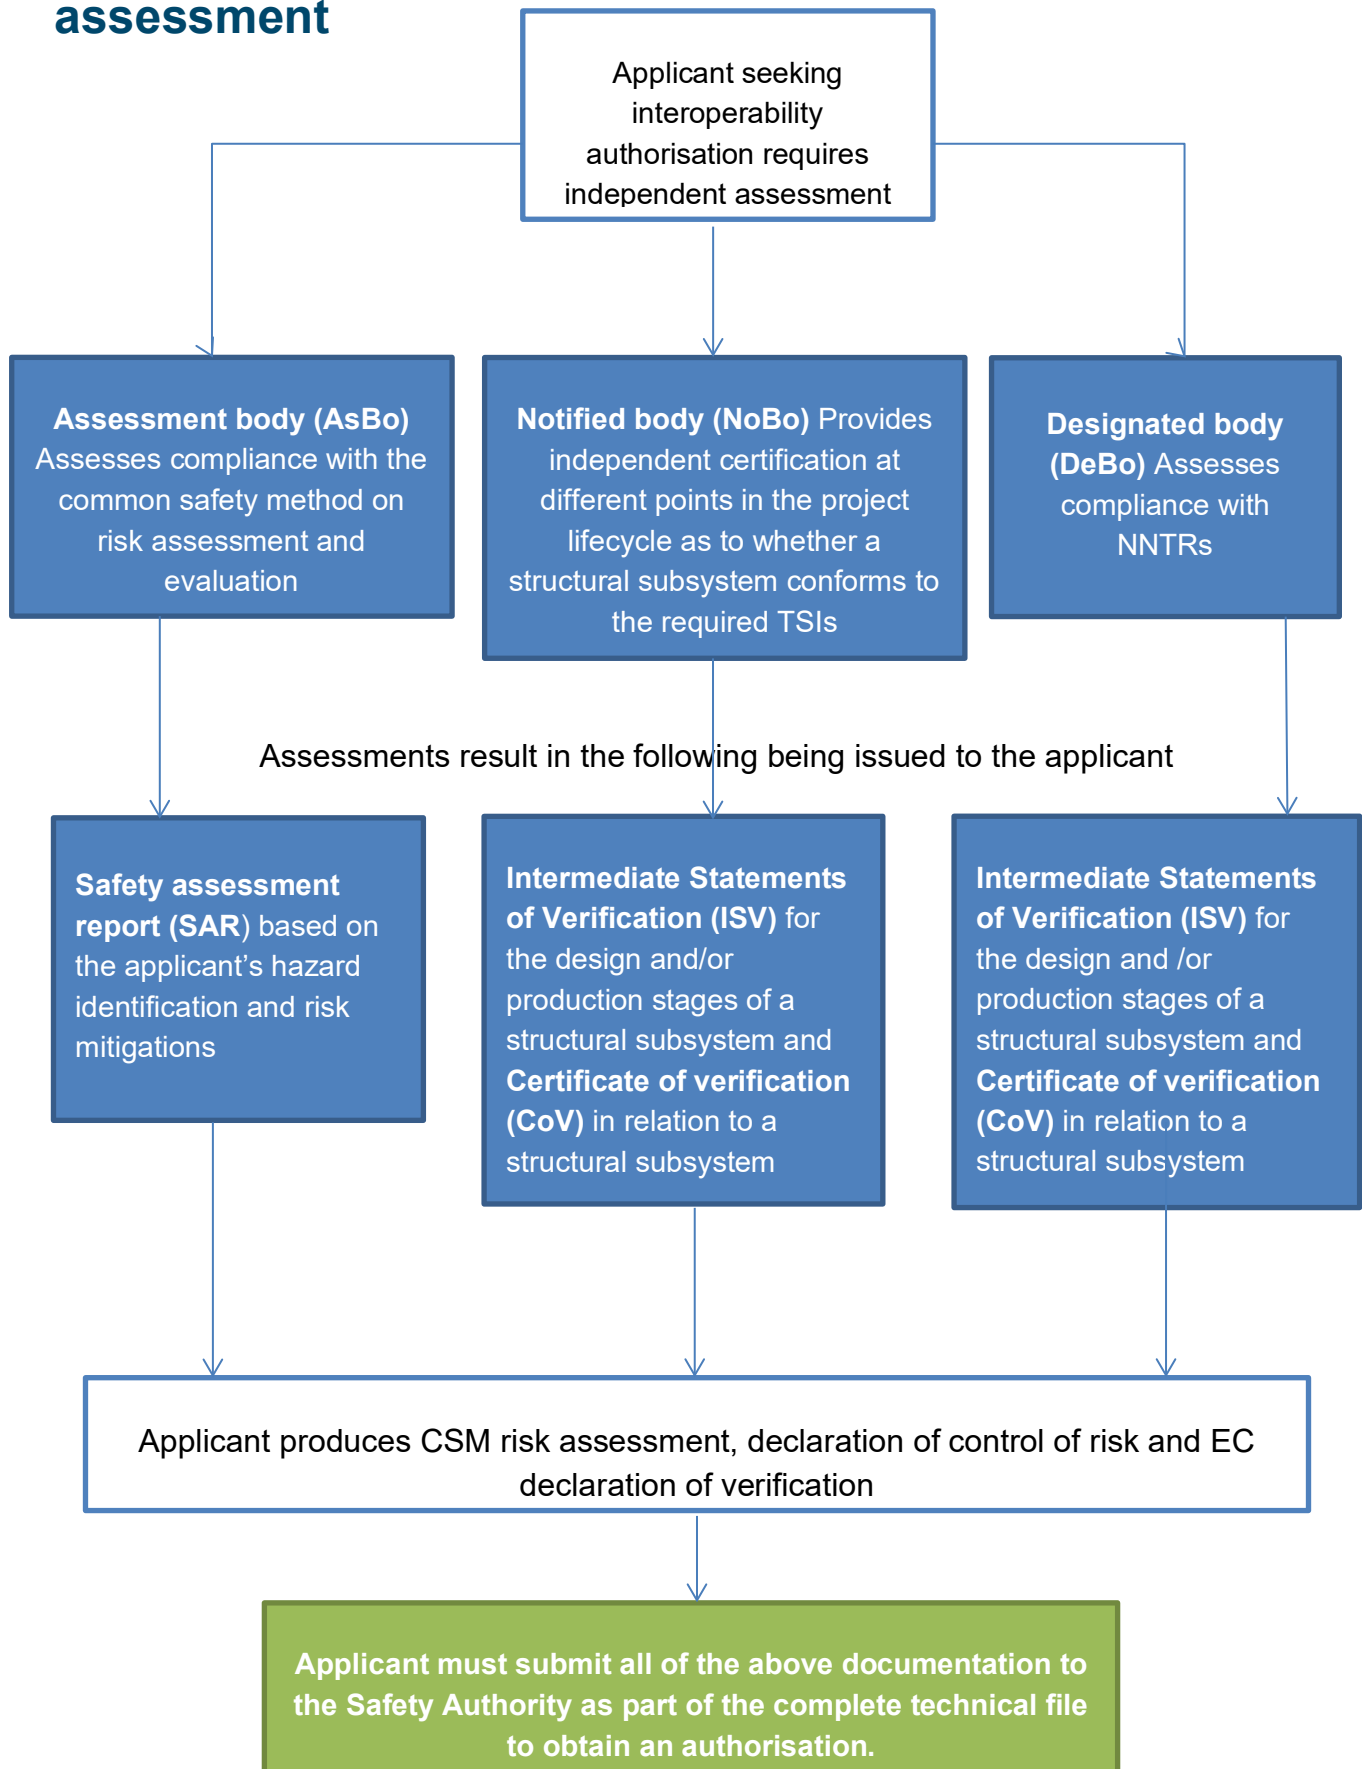 assessment
Applicant seeking
interoperability
authorisation requires
independent assessment
Assessment body (AsBo)
Assesses compliance with the
common safety method on
risk assessment and
evaluation
Notified body (NoBo) Provides
independent certification at
different points in the project
lifecycle as to whether a
structural subsystem conforms to
the required TSIs
Designated body
(DeBo) Assesses
compliance with
NNTRs
Assessments result in the following being issued to the applicant
Safety assessment
report (SAR) based on
the applicant’s hazard
identification and risk
mitigations
Intermediate Statements
of Verification (ISV) for
the design and/or
production stages of a
structural subsystem and
Certificate of verification
(CoV) in relation to a
structural subsystem
Intermediate Statements
of Verification (ISV) for
the design and /or
production stages of a
structural subsystem and
Certificate of verification
(CoV) in relation to a
structural subsystem
Applicant produces CSM risk assessment, declaration of control of risk and EC
declaration of verification
Applicant must submit all of the above documentation to
the Safety Authority as part of the complete technical file
to obtain an authorisation.